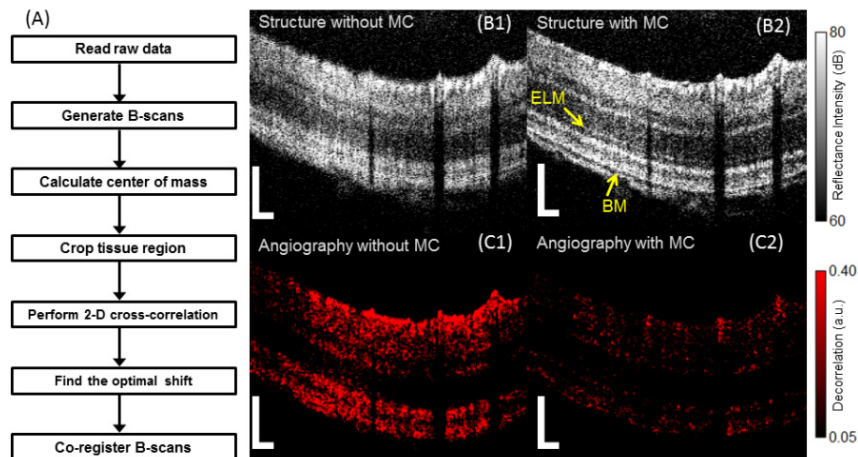 (A)
Read raw data
Generate B-scans
Calculate center of mass
Crop tissue region
Perform 2-D cross-correlation
Find the optimal shift
Co-register B-scans
Structure without MC
(B1)
Structure with MC
(B2)
ELM
BM
80
Reflectance Intensity (dB)
60
Angiography without MC
(C1)
Angiography with MC
(C2)
0.40
Decorrelation (a.u.)
0.05